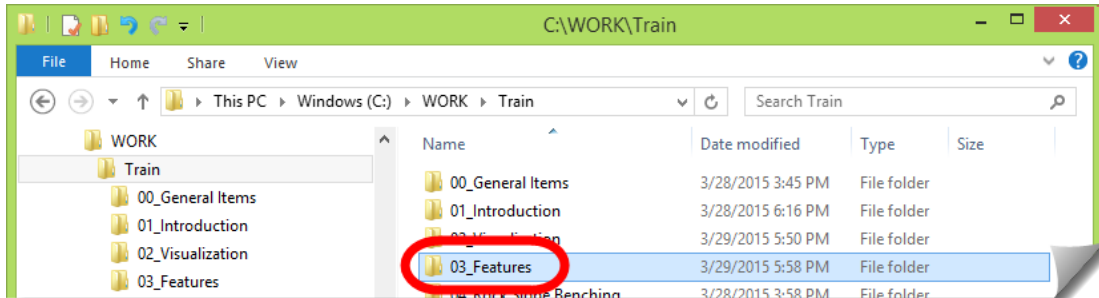 C:\WORK\Train
File Home Share View
This PC Windows (C:) WORK Train Search Train
WORK
Train
00_General Items
01_Introduction
02_Visualization
03_Features
Name Date modified Type Size
00_General Items 3/28/2015 3:45 PM File folder
01_Introduction 3/28/2015 6:16 PM File folder
02_Visualization 3/29/2015 5:50 PM File folder
03_Features 3/29/2015 5:58 PM File folder
Benching 3/28/2015 3:58 PM File folder